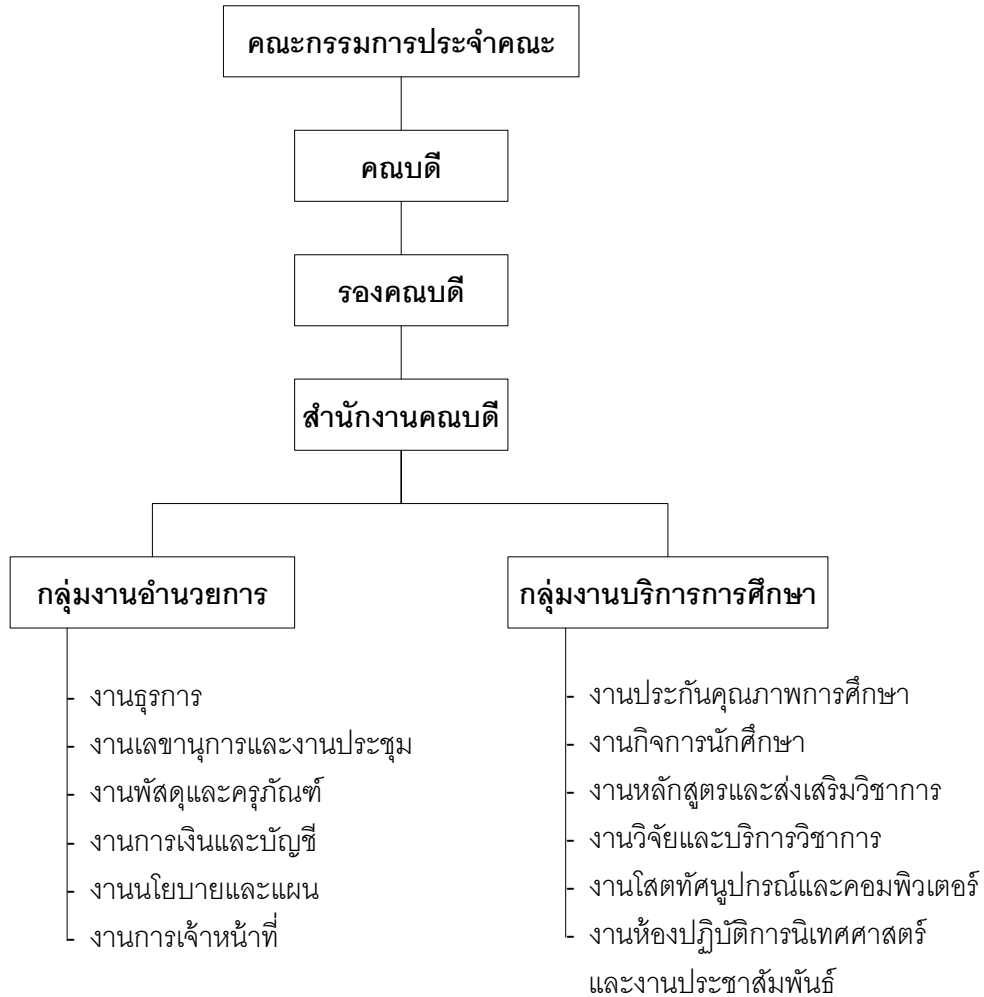 คณะกรรมการประจำคณะ
คณบดี
รองคณบดี
สำนักงานคณบดี
กลุ่มงานอำนวยการ
- งานธุรการ
- งานเลขานุการและงานประชุม
- งานพัสดุและครุภัณฑ์
- งานการเงินและบัญชี
- งานนโยบายและแผน
- งานการเจ้าหน้าที่
กลุ่มงานบริการการศึกษา
- งานประกันคุณภาพการศึกษา
- งานกิจการนักศึกษา
- งานหลักสูตรและส่งเสริมวิชาการ
- งานวิจัยและบริการวิชาการ
- งานโสตทัศนูปกรณ์และคอมพิวเตอร์
- งานห้องปฏิบัติการนิเทศศาสตร์
และงานประชาสัมพันธ์